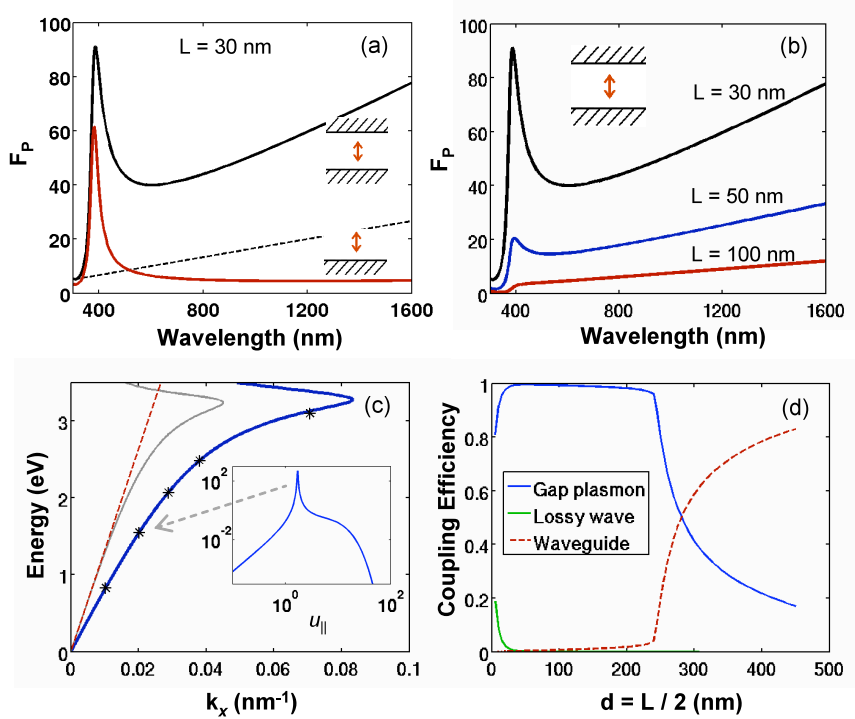 L = 30 nm
(a)
F_P
100
80
60
40
20
0
400
800
1200
1600
Wavelength (nm)
(b)
L = 30 nm
L = 50 nm
L = 100 nm
F_P
100
80
60
40
20
0
400
800
1200
1600
Wavelength (nm)
(c)
Energy (eV)
3
2
1
0
10^2
10^-2
10^0
10^2
u_||
0
0.02
0.04
0.06
0.08
0.1
k_x (nm^-1)
(d)
Coupling Efficiency
1
0.8
0.6
0.4
0.2
0
Gap plasmon
Lossy wave
Waveguide
0
100
200
300
400
500
d = L / 2 (nm)